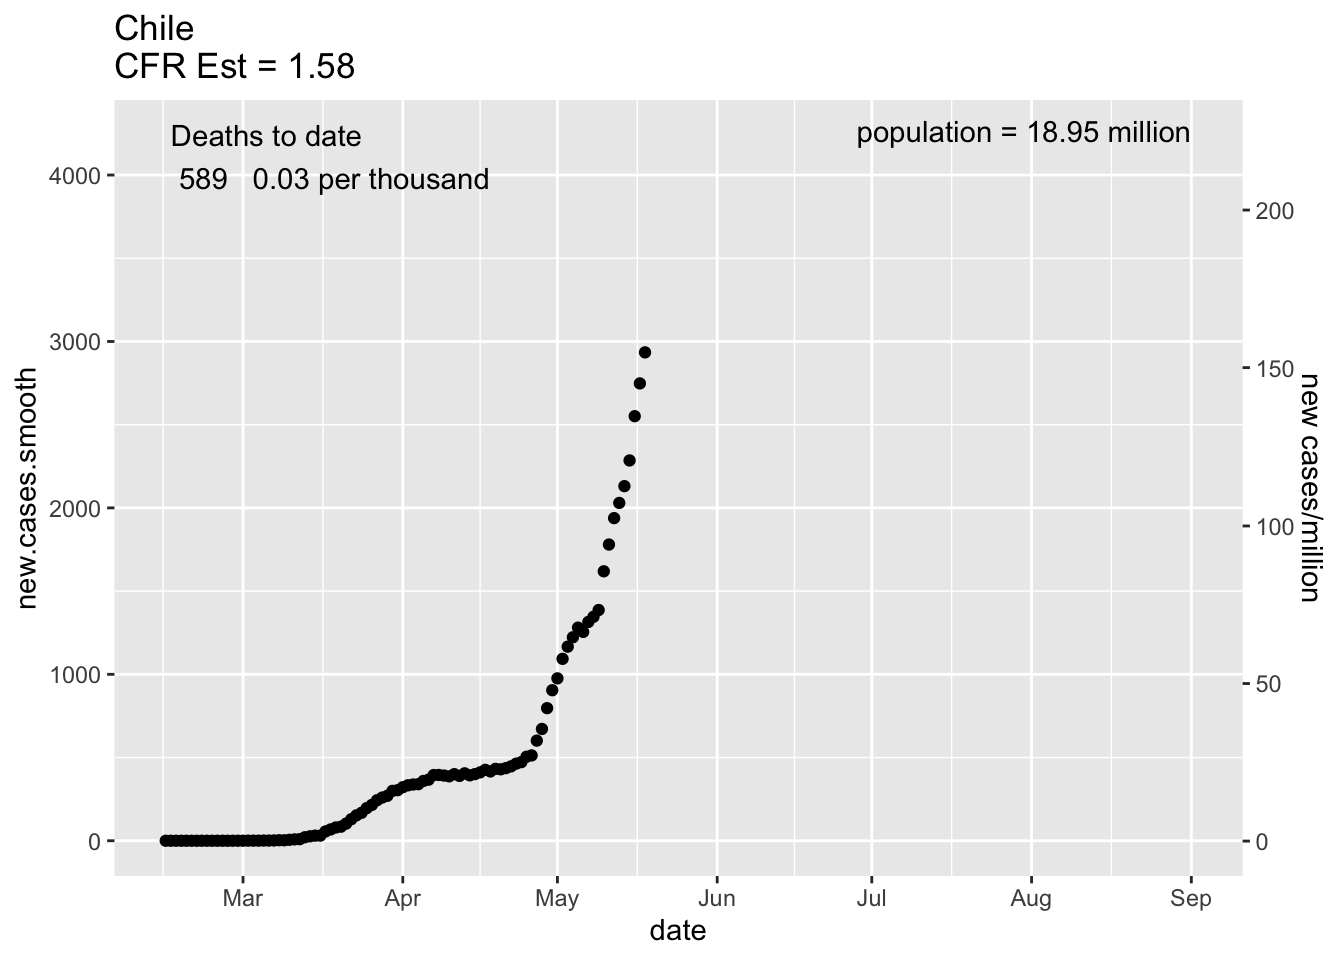 Chile
CFR Est = 1.58
Deaths to date
589 0.03 per thousand
population = 18.95 million
4000
3000
2000
1000
0
new.cases.smooth
200
150
100
50
0
new cases/million
Mar Apr May Jun Jul Aug Sep
date